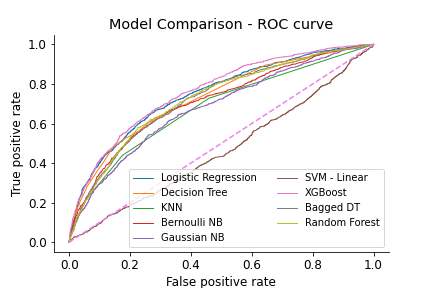 Model Comparison - ROC curve
True positive rate
1.0
0.8
0.6
0.4
0.2
0.0
Logistic Regression
Decision Tree
KNN
Bernoulli NB
Gaussian NB
SVM - Linear
XGBoost
Bagged DT
Random Forest
0.0 0.2 0.4 0.6 0.8 1.0
False positive rate